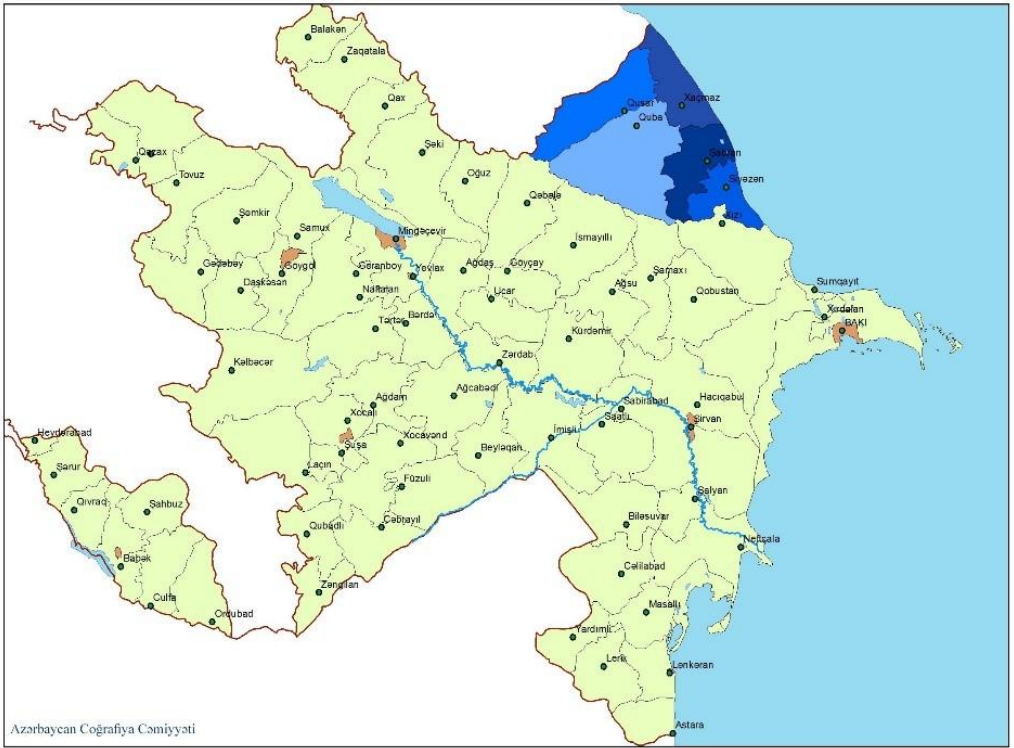 Balakən
Zaqatala
Qax
Şəki
Oğuz
Qəbələ
Qusar
Quba
Xaçmaz
Şabran
Siyəzən
Xızı
Qazax
Tovuz
Şəmkir
Samux
Mingəçevir
Gədəbəy
Göygöl
Daşkəsən
Goranboy
Yevlax
Naftalan
Ağdaş
Göyçay
İsmayıllı
Ucar
Ağsu
Şamaxı
Qobustan
Sumqayıt
Xırdalan
BAKI
Tərtər
Bərdə
Kürdəmir
Kəlbəcər
Zərdab
Ağcabədi
Ağdam
Xocalı
Şuşa
Xocavənd
Laçın
Füzuli
Beyləqan
İmişli
Saatlı
Sabirabad
Hacıqabul
Şirvan
Heydərabad
Şərur
Qıvraq
Şahbuz
Babək
Culfa
Ordubad
Qubadlı
Cəbrayıl
Zəngilan
Salyan
Biləsuvar
Neftçala
Cəlilabad
Masallı
Yardımlı
Lerik
Lənkəran
Astara
Azərbaycan Coğrafiya Cəmiyyəti